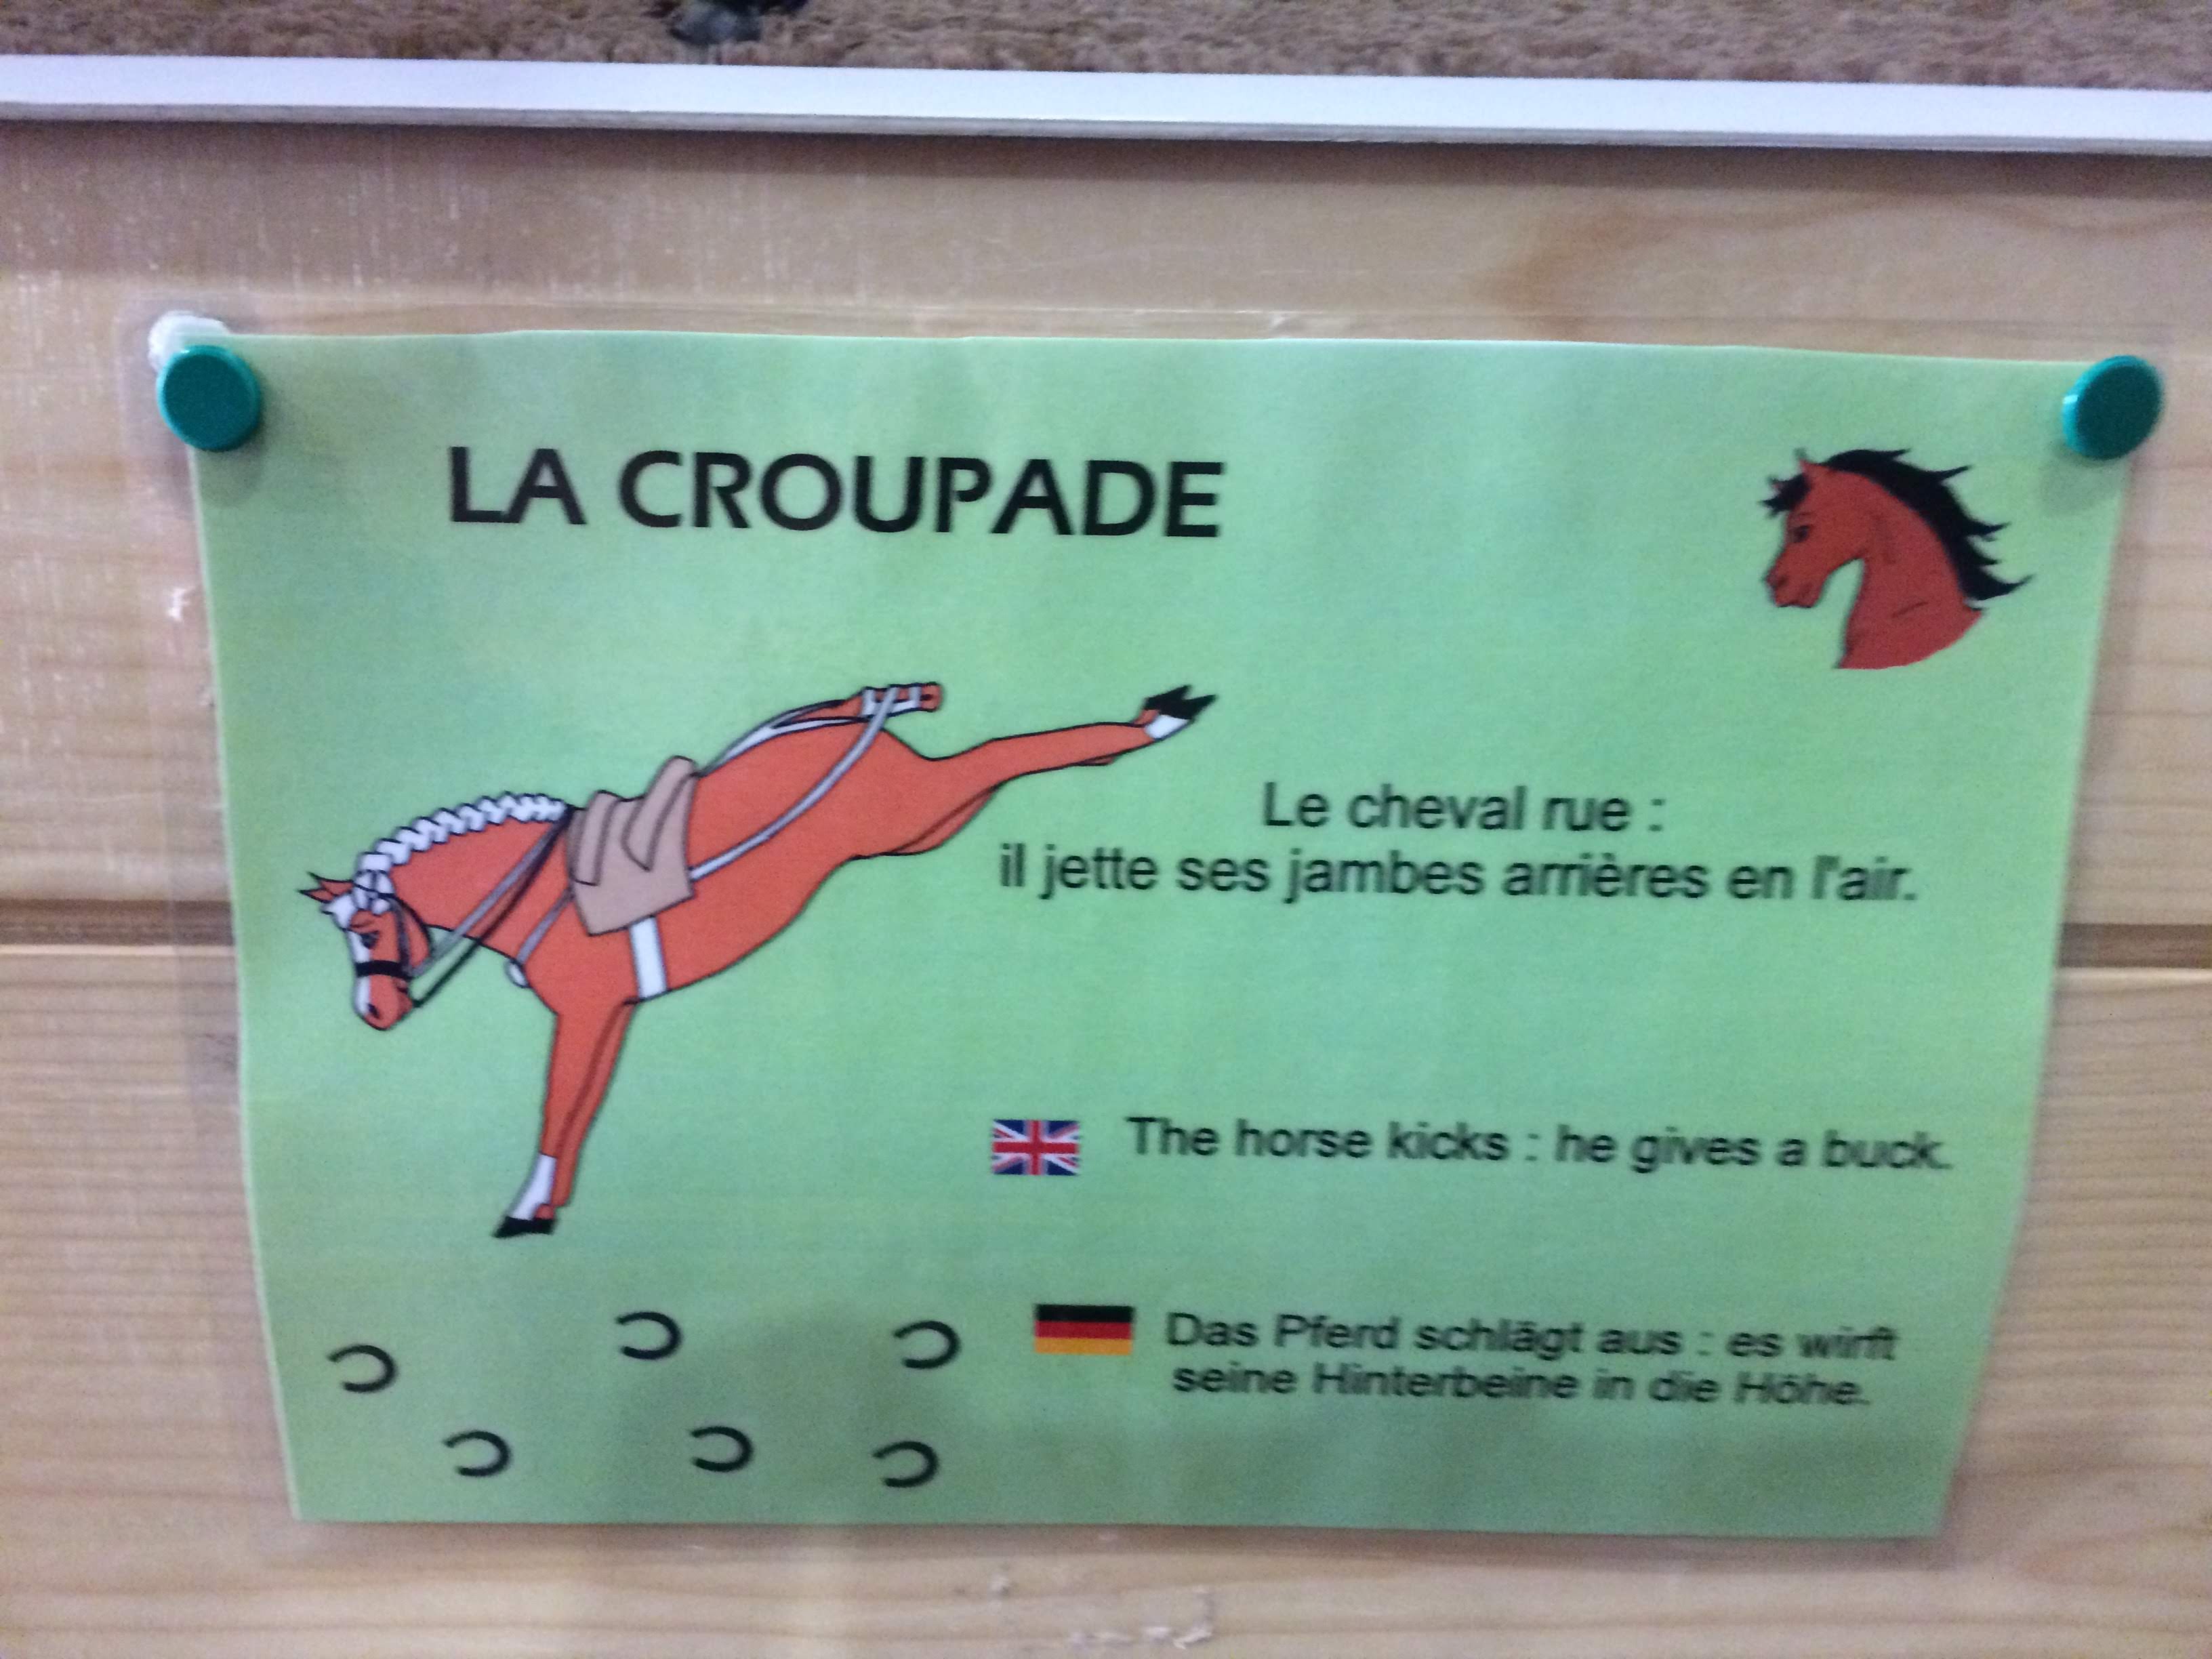 LA CROUPADE
Le cheval rue :
il jette ses jambes arrières en l'air.
The horse kicks : he gives a buck.
Das Pferd schlägt aus : es wirft
seine Hinterbeine in die Höhe.